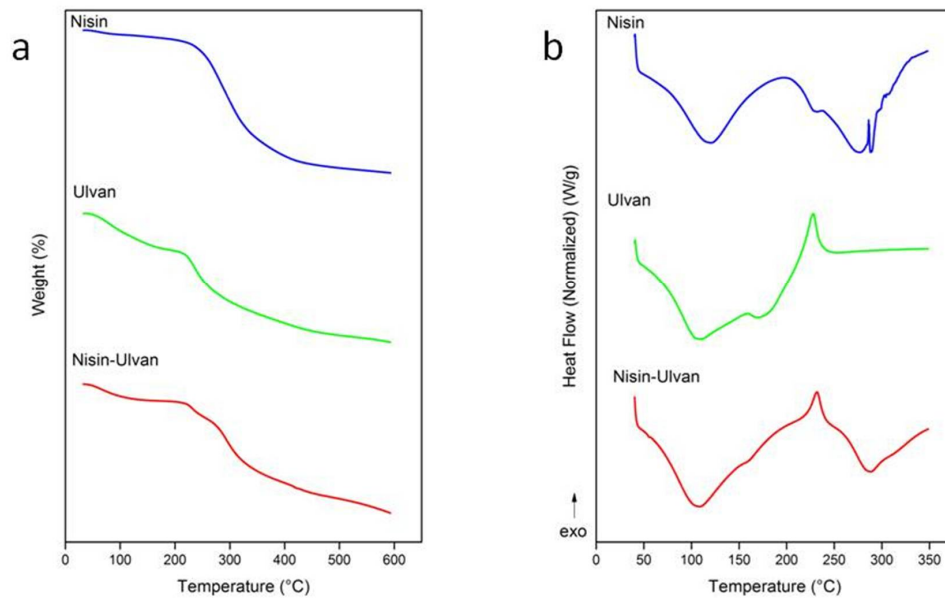 a
Nisin
Ulvan
Nisin-Ulvan
Weight (%)
0 100 200 300 400 500 600
Temperature (°C)
b
Nisin
Ulvan
Nisin-Ulvan
Heat Flow (Normalized) (W/g)
exo
0 50 100 150 200 250 300 350
Temperature (°C)